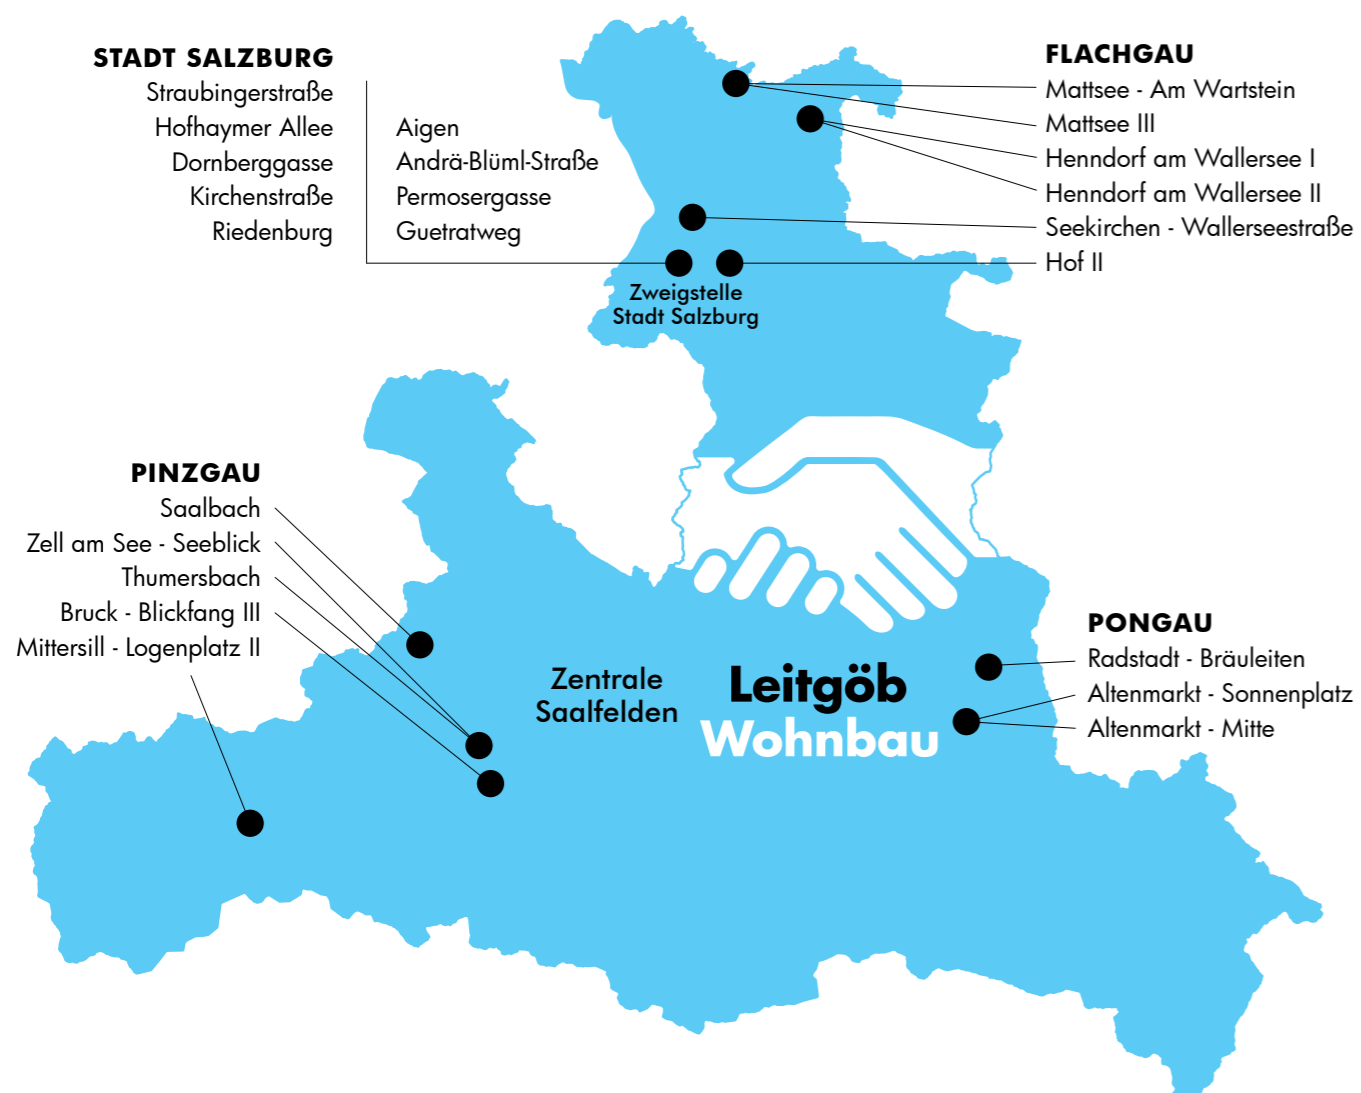 STADT SALZBURG
Straubingerstraße
Hofhaymer Allee
Dornberggasse
Kirchenstraße
Riedenburg
Aigen
Andrä-Blüml-Straße
Permosergasse
Guetratweg
FLACHGAU
Mattsee - Am Wartstein
Mattsee III
Henndorf am Wallersee I
Henndorf am Wallersee II
Seekirchen - Wallerseestraße
Hof II
Zweigstelle
Stadt Salzburg
PINZGAU
Saalbach
Zell am See - Seeblick
Thumersbach
Bruck - Blickfang III
Mittersill - Logenplatz II
Zentrale
Saalfelden
Leitgöb
Wohnbau
PONGAU
Radstadt - Bräuleiten
Altenmarkt - Sonnenplatz
Altenmarkt - Mitte